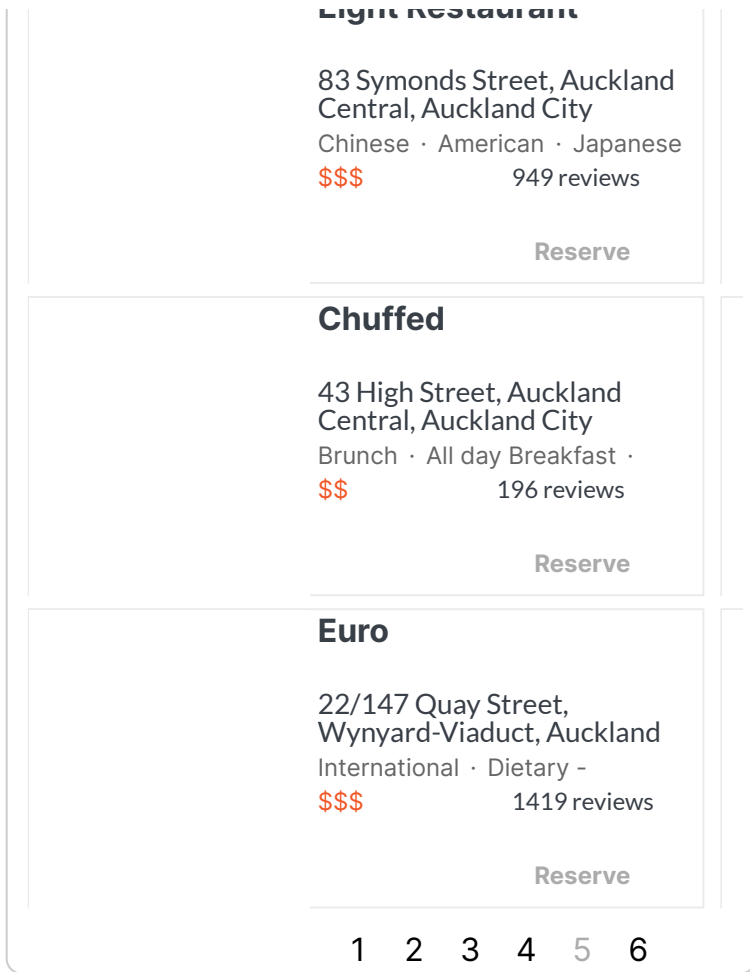 Eight Restaurant
83 Symonds Street, Auckland
Central, Auckland City
Chinese · American · Japanese
$$$ 949 reviews
Reserve
Chuffed
43 High Street, Auckland
Central, Auckland City
Brunch · All day Breakfast ·
$$ 196 reviews
Reserve
Euro
22/147 Quay Street,
Wynyard-Viaduct, Auckland
International · Dietary -
$$$ 1419 reviews
Reserve
1 2 3 4 5 6